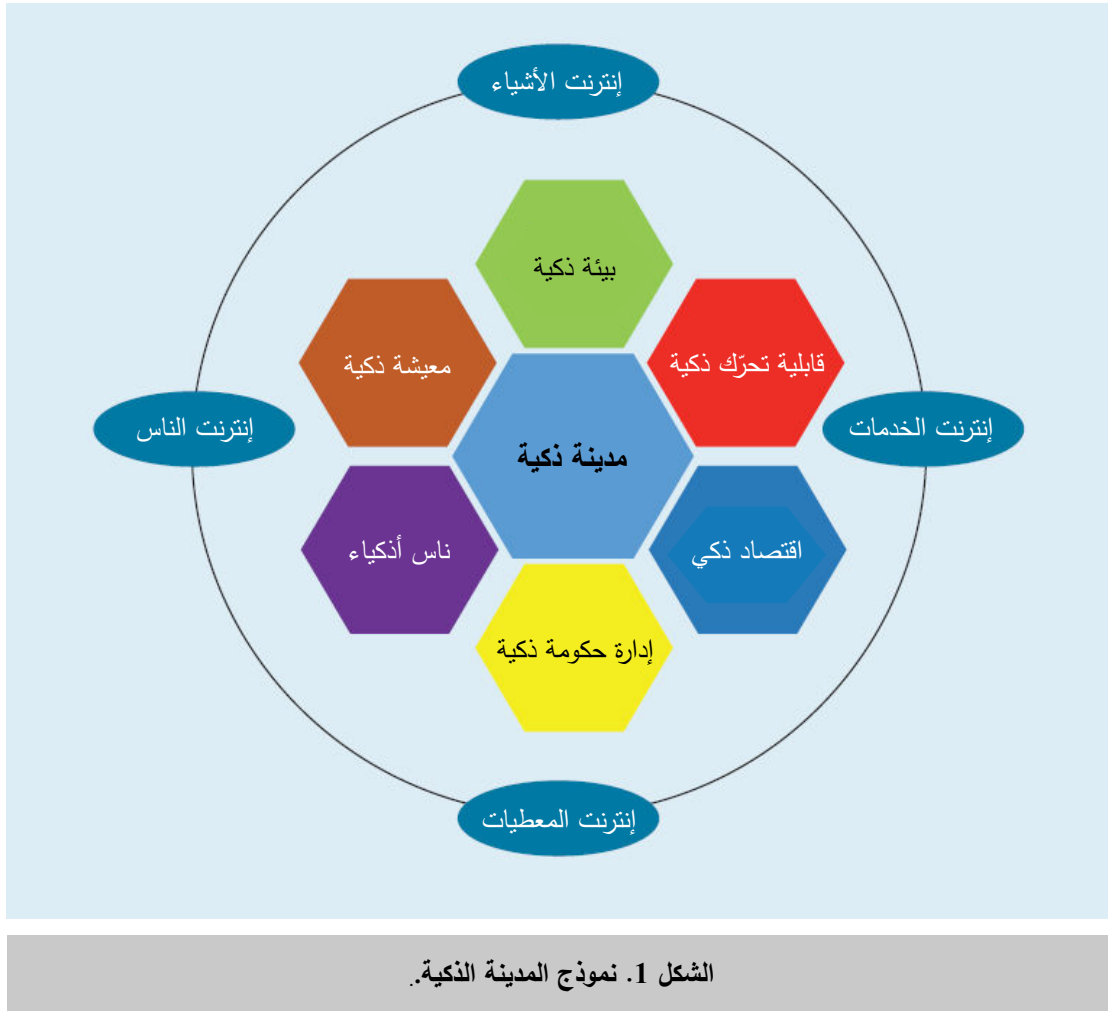 إنترنت الأشياء
بيئة ذكية
قابلية تحرّك ذكية
معيشة ذكية
إنترنت الخدمات
إنترنت الناس
مدينة ذكية
اقتصاد ذكي
ناس أذكياء
إدارة حكومة ذكية
إنترنت المعطيات
الشكل 1. نموذج المدينة الذكية.